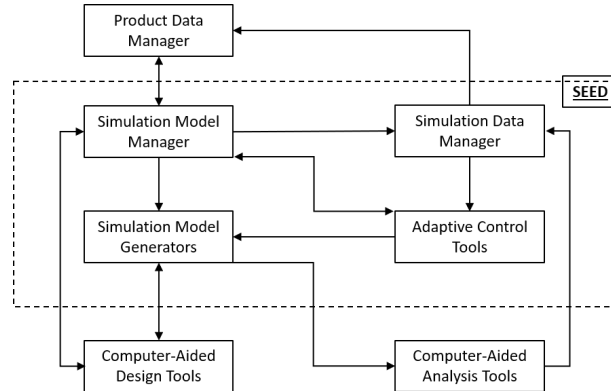 Product Data
Manager
SEED
Simulation Model
Manager
Simulation Data
Manager
Simulation Model
Generators
Adaptive Control
Tools
Computer-Aided
Design Tools
Computer-Aided
Analysis Tools